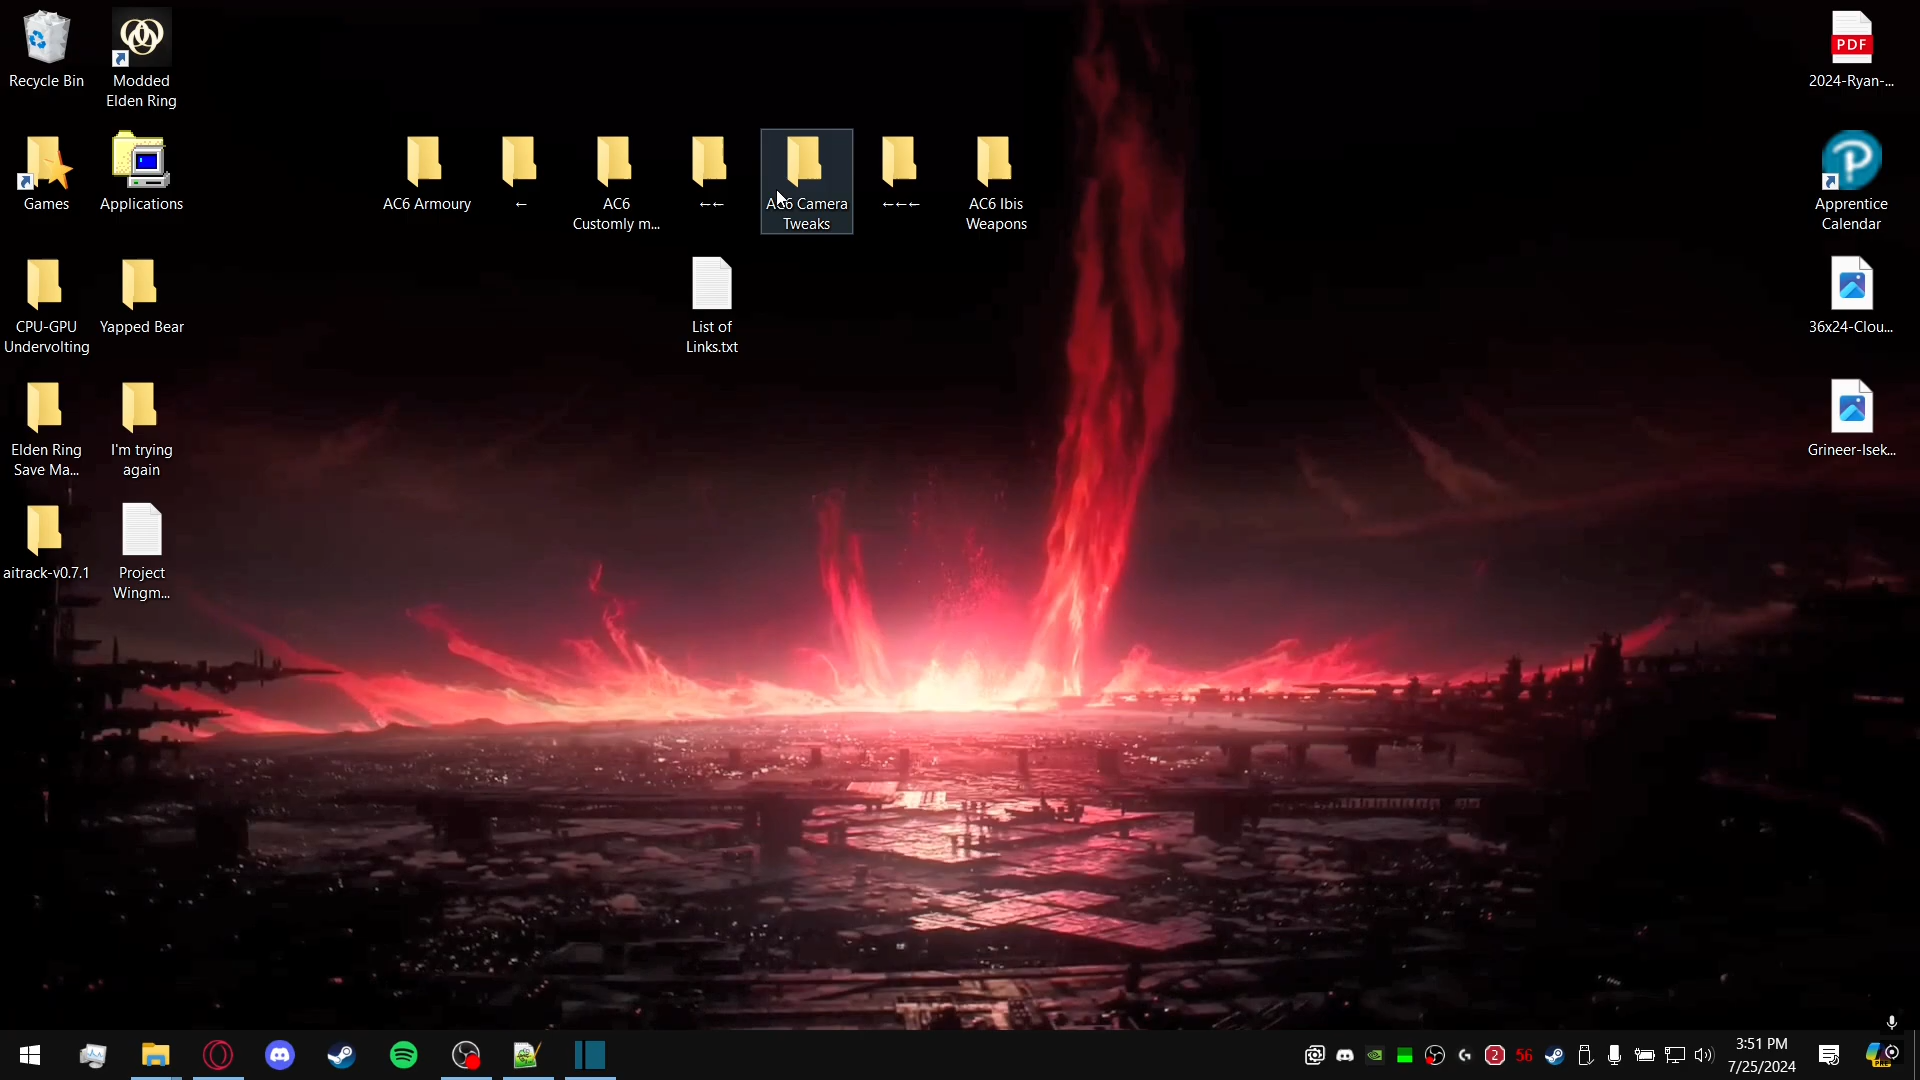 Recycle Bin
Modded
Elden Ring
Games
Applications
CPU-GPU
Undervolting
Yapped Bear
Elden Ring
Save Ma...
I'm trying
again
aitrack-v0.7.1
Project
Wingm...
AC6 Armoury
←
AC6
Customly m...
←←
AC6 Camera
Tweaks
←←←
AC6 Ibis
Weapons
List of
Links.txt
PDF
2024-Ryan-...
Apprentice
Calendar
36x24-Clou...
Grineer-Isek...
2
56
3:51 PM
7/25/2024
PRE